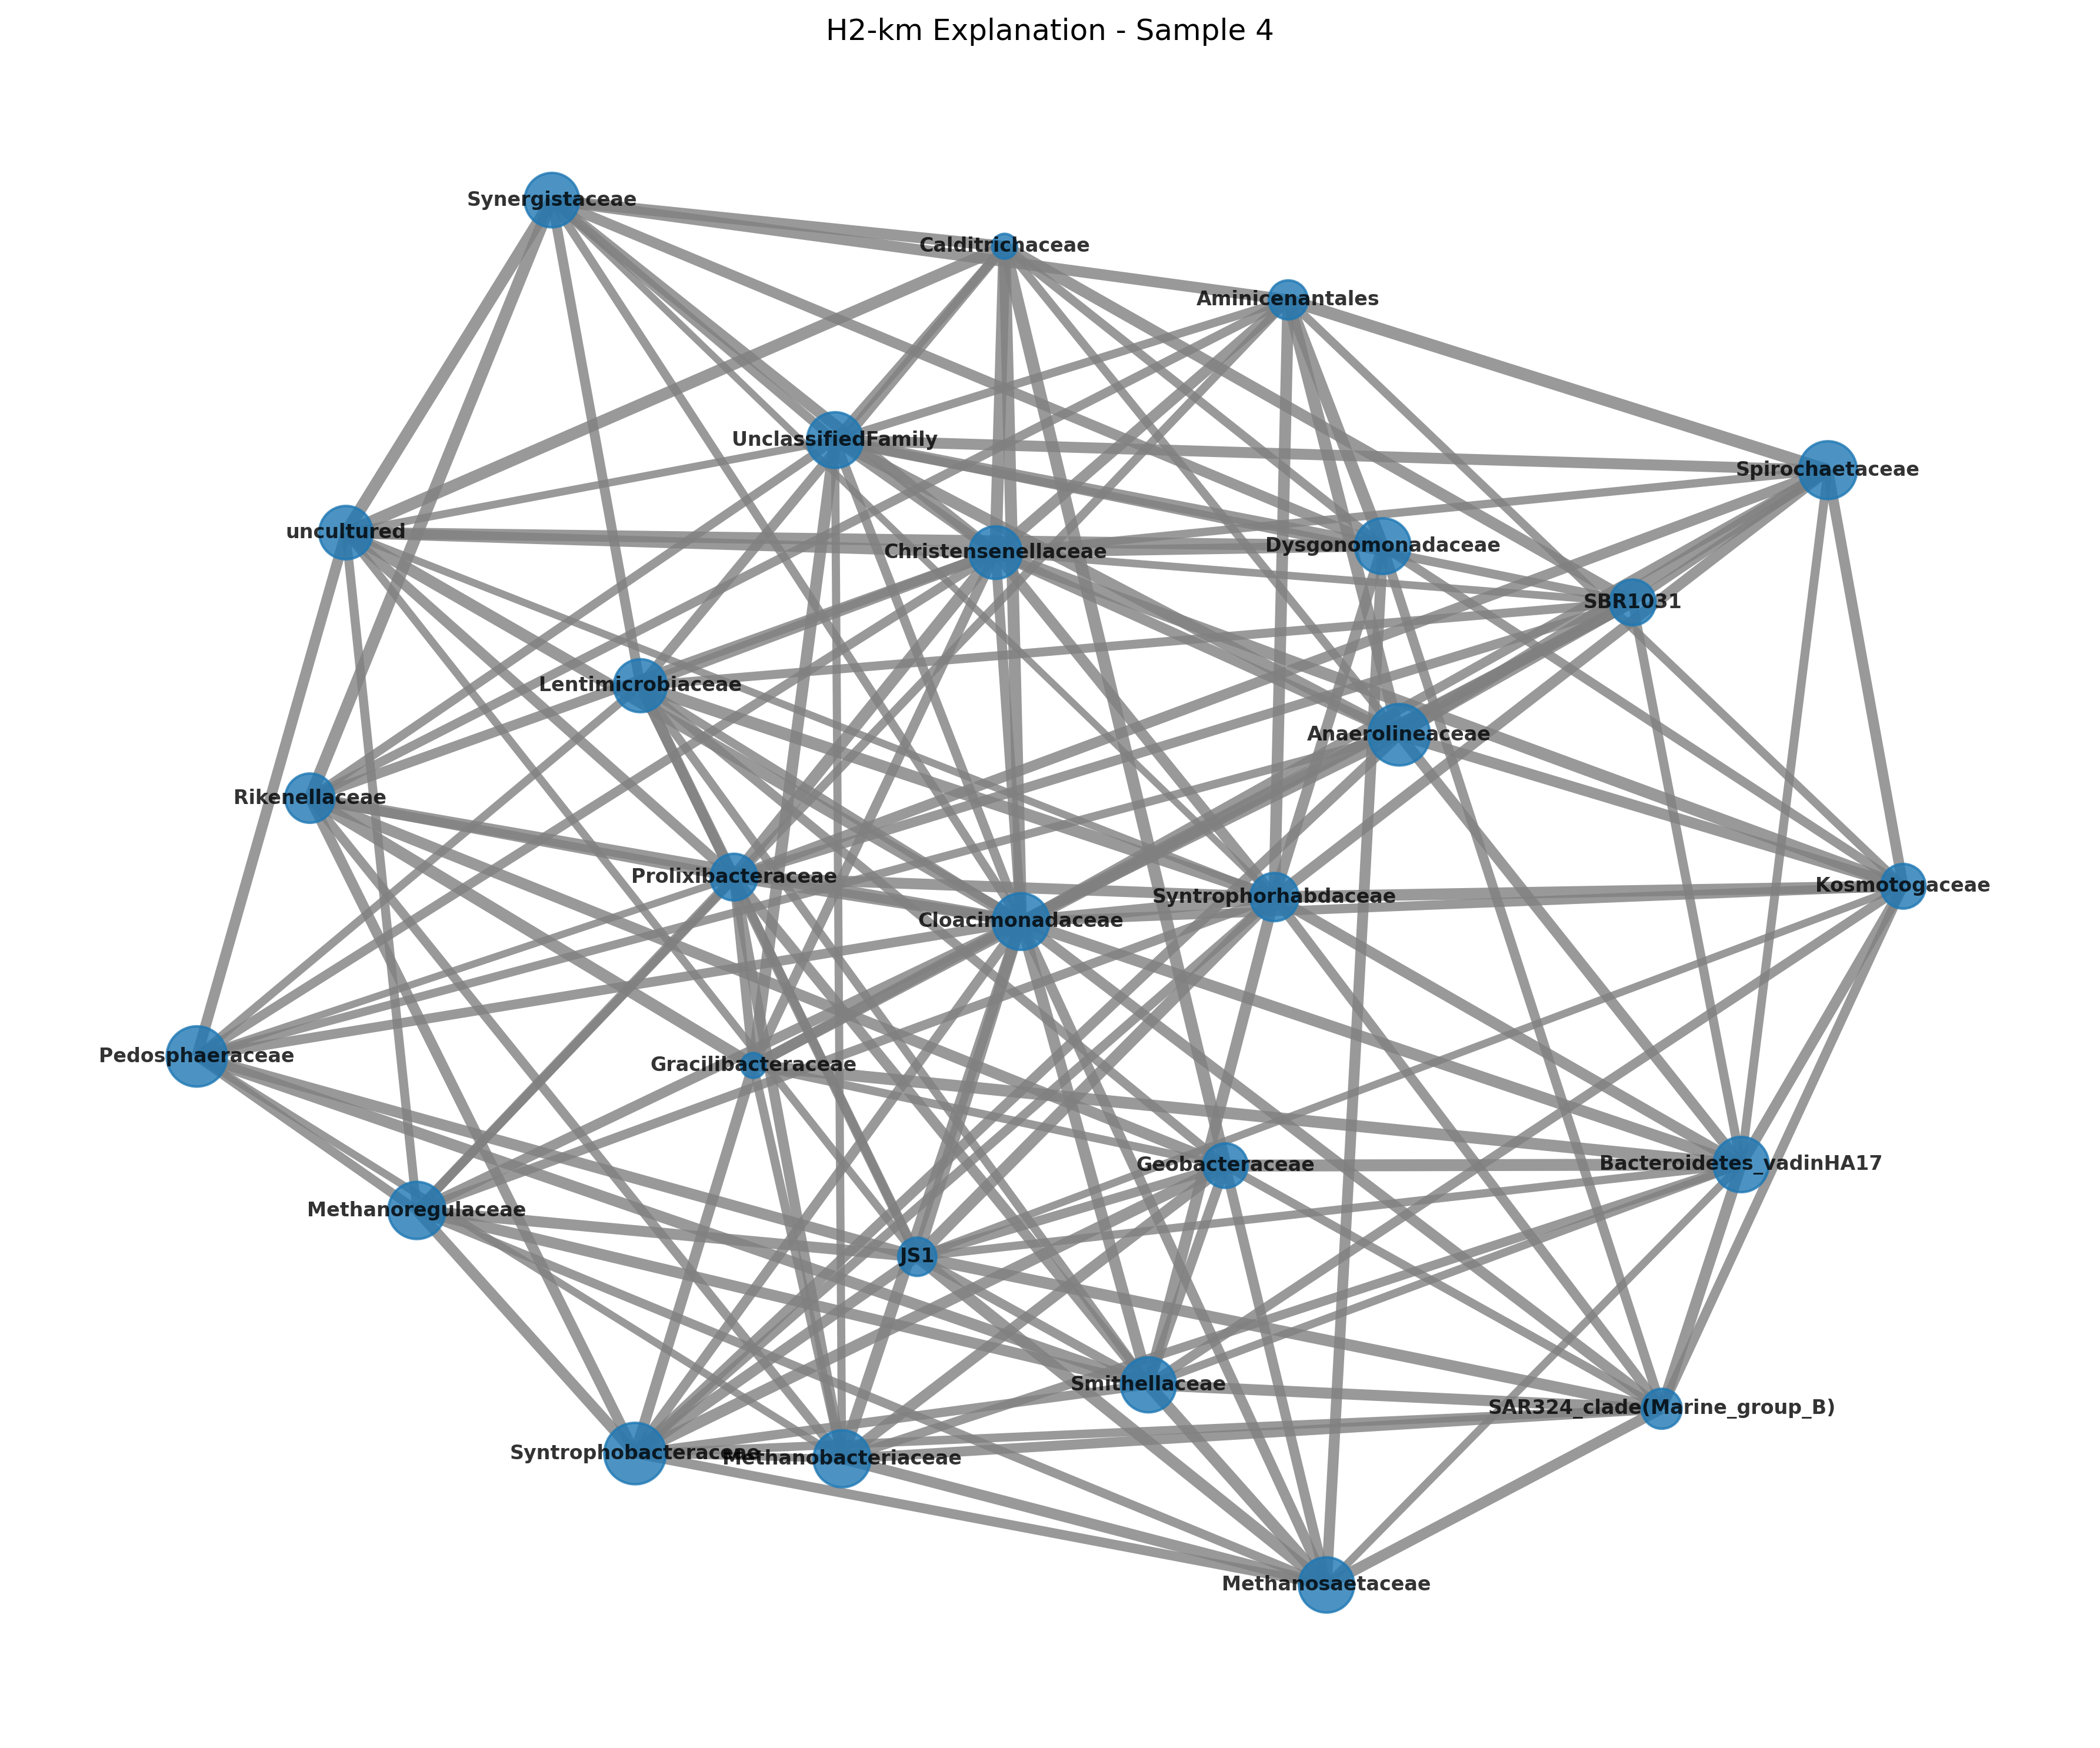 H2-km Explanation - Sample 4
Synergistaceae
Calditrichaceae
Aminicenantales
UnclassifiedFamily
Spirochaetaceae
uncultured
Christensenellaceae
Dysgonomonadaceae
SBR1031
Lentimicrobiaceae
Anaerolineaceae
Rikenellaceae
Prolixibacteraceae
Kosmotogaceae
Syntrophorhabdaceae
Cloacimonadaceae
Pedosphaeraceae
Gracilibacteraceae
Geobacteraceae
Bacteroidetes_vadinHA17
Methanoregulaceae
JS1
Smithellaceae
SAR324_clade(Marine_group_B)
Syntrophobacteraceae
Methanobacteriaceae
Methanosaetaceae